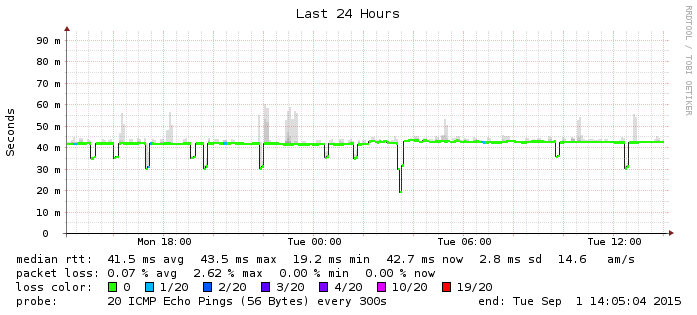 Last 24 Hours
RRDTOOL / TOBI OETIKER
Seconds
90 m
80 m
70 m
60 m
50 m
40 m
30 m
20 m
10 m
0
Mon 18:00 Tue 00:00 Tue 06:00 Tue 12:00
median rtt: 41.5 ms avg 43.5 ms max 19.2 ms min 42.7 ms now 2.8 ms sd 14.6 am/s
packet loss: 0.07 % avg 2.62 % max 0.00 % min 0.00 % now
loss color: 0 1/20 2/20 3/20 4/20 10/20 19/20
probe: 20 ICMP Echo Pings (56 Bytes) every 300s end: Tue Sep 1 14:05:04 2015